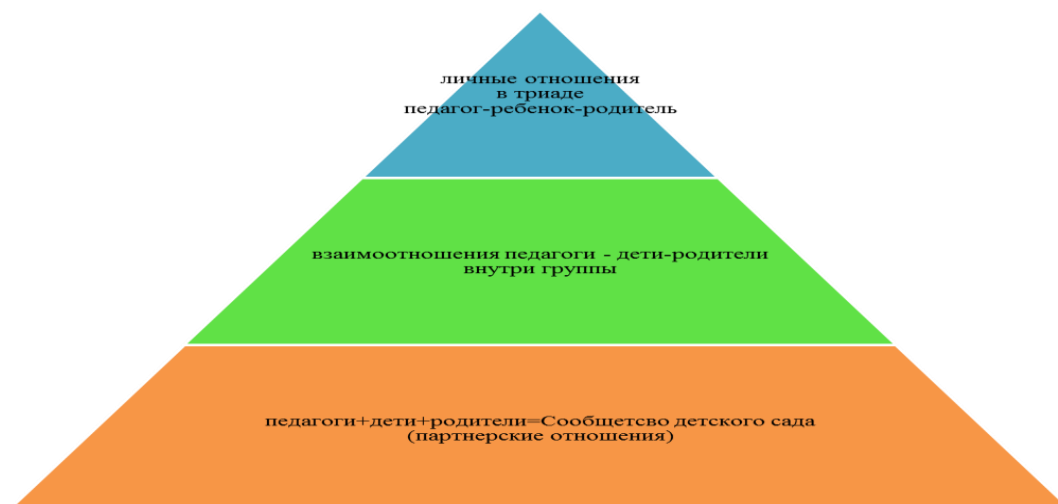 личные отношения
в триаде
педагог-ребенок-родитель
взаимоотношения педагоги - дети-родители
внутри группы
педагоги+дети+родители=Сообщетсво детского сада
(партнерские отношения)